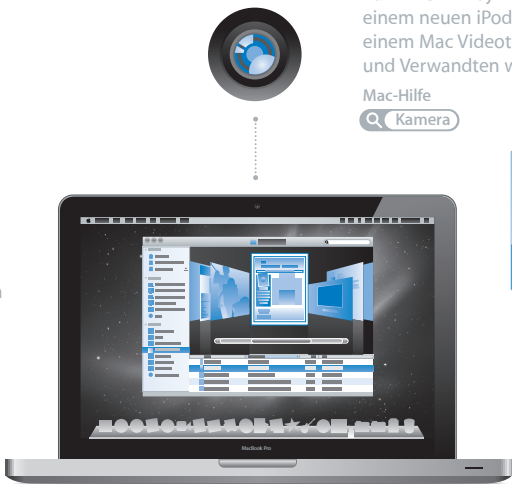 einem neuen iPod
einem Mac Videot
und Verwandten w
Mac-Hilfe
Kamera
MacBook Pro